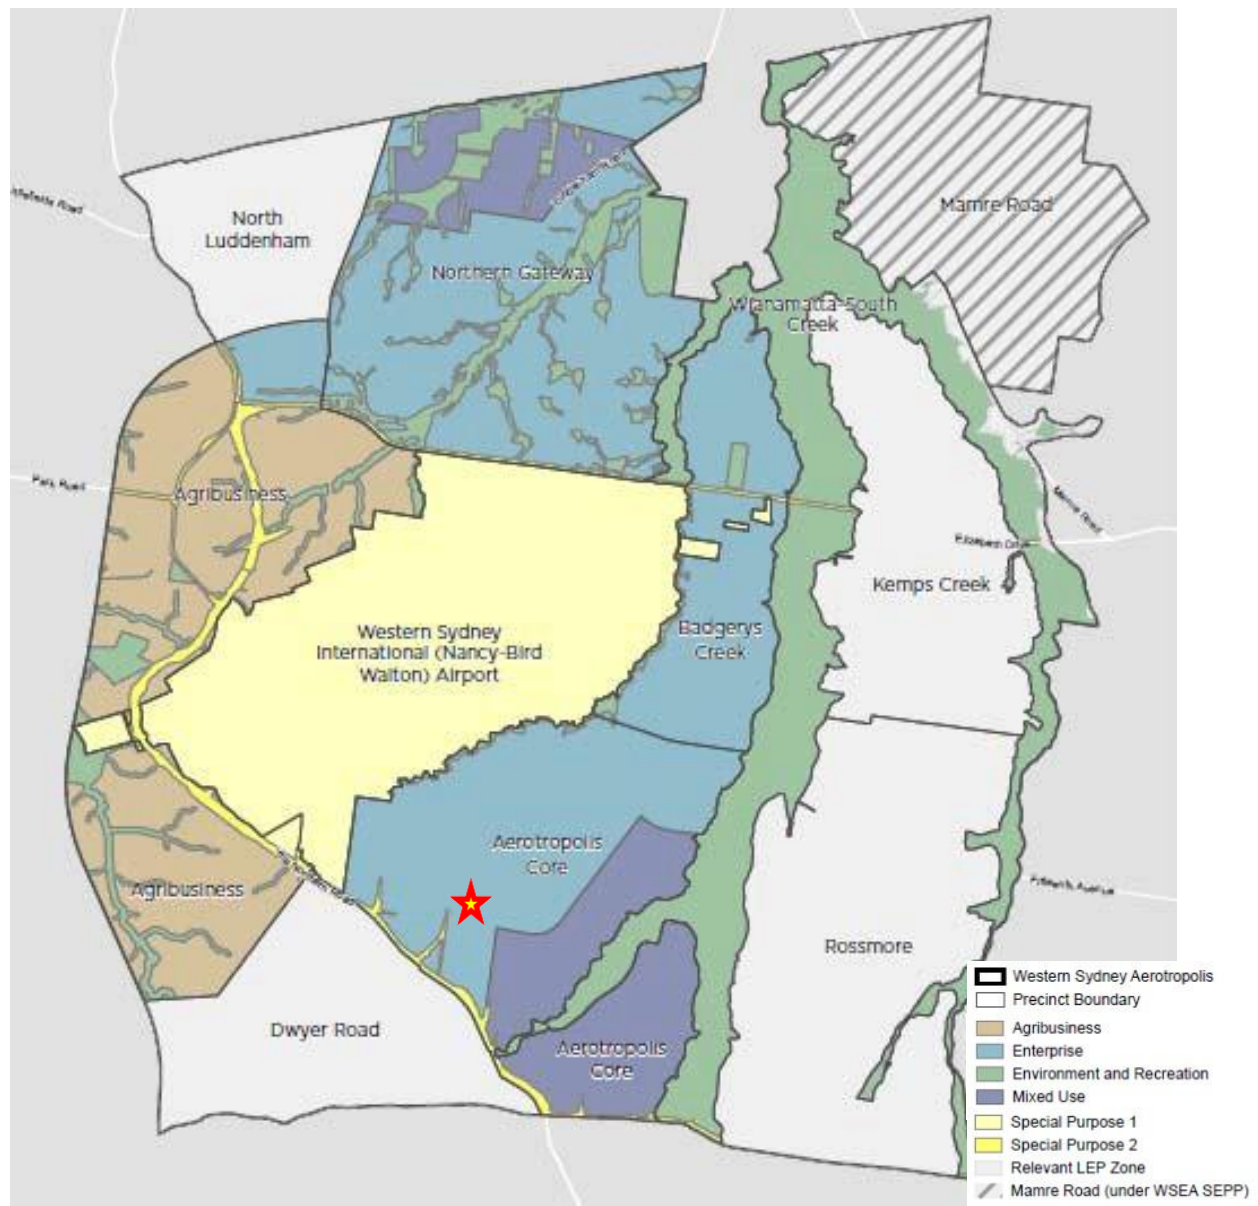 North
Luddenham
Mamre Road
Northern Gateway
Wianamatta-South
Creek
Park Road
Agribusiness
Mamre Road
Elizabeth Drive
Kemps Creek
Western Sydney
International (Nancy-Bird
Walton) Airport
Badgerys
Creek
Aerotropolis
Core
Agribusiness
The Northern Road
Fifteenth Avenue
Rossmore
Dwyer Road
Aerotropolis
Core
Western Sydney Aerotropolis
Precinct Boundary
Agribusiness
Enterprise
Environment and Recreation
Mixed Use
Special Purpose 1
Special Purpose 2
Relevant LEP Zone
Mamre Road (under WSEA SEPP)